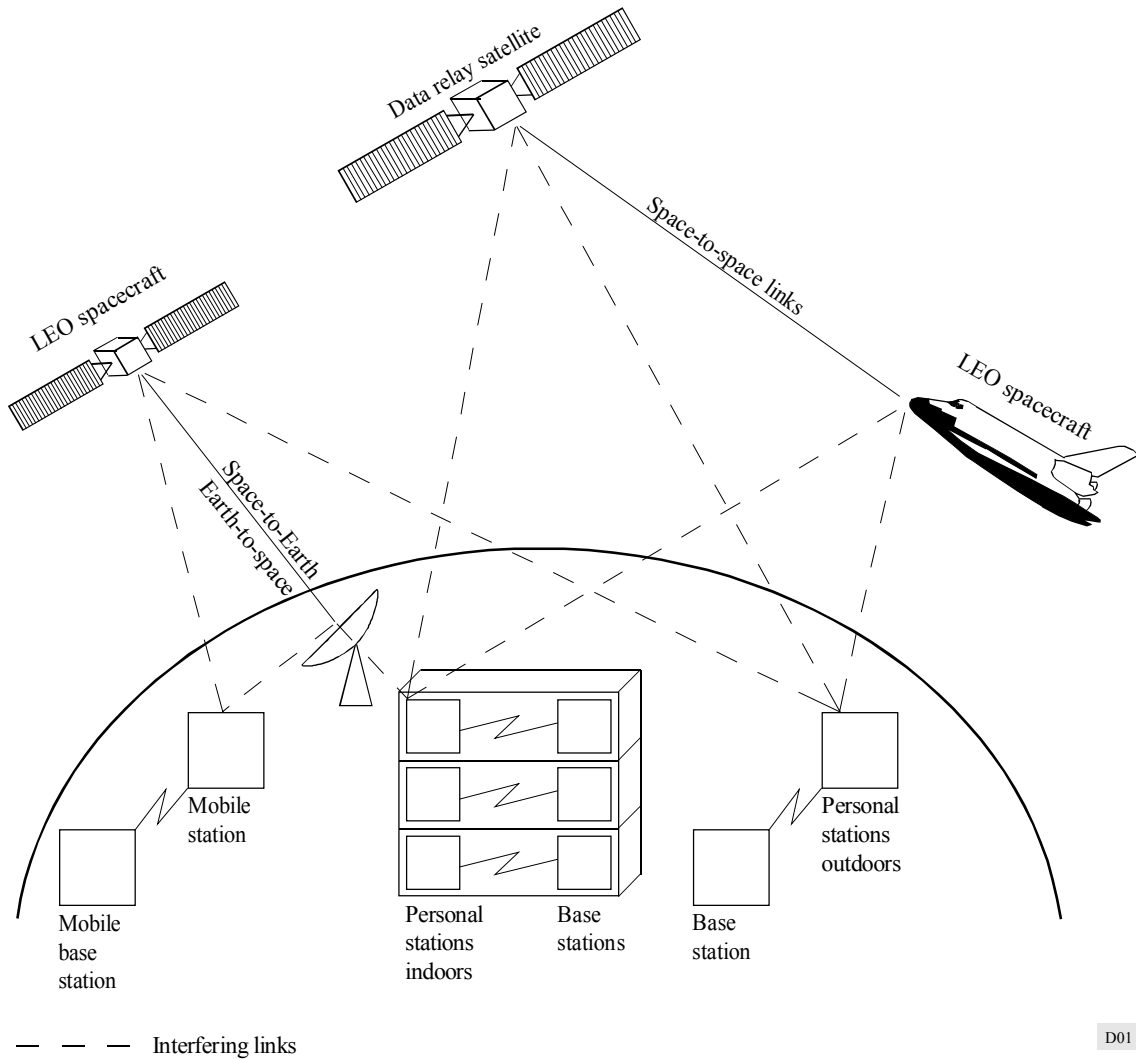 Data relay satellite
LEO spacecraft
Space-to-space links
LEO spacecraft
Space-to-Earth
Earth-to-space
Mobile
station
Personal
stations
outdoors
Mobile
base
station
Personal
stations
indoors
Base
stations
Base
station
Interfering links
D01